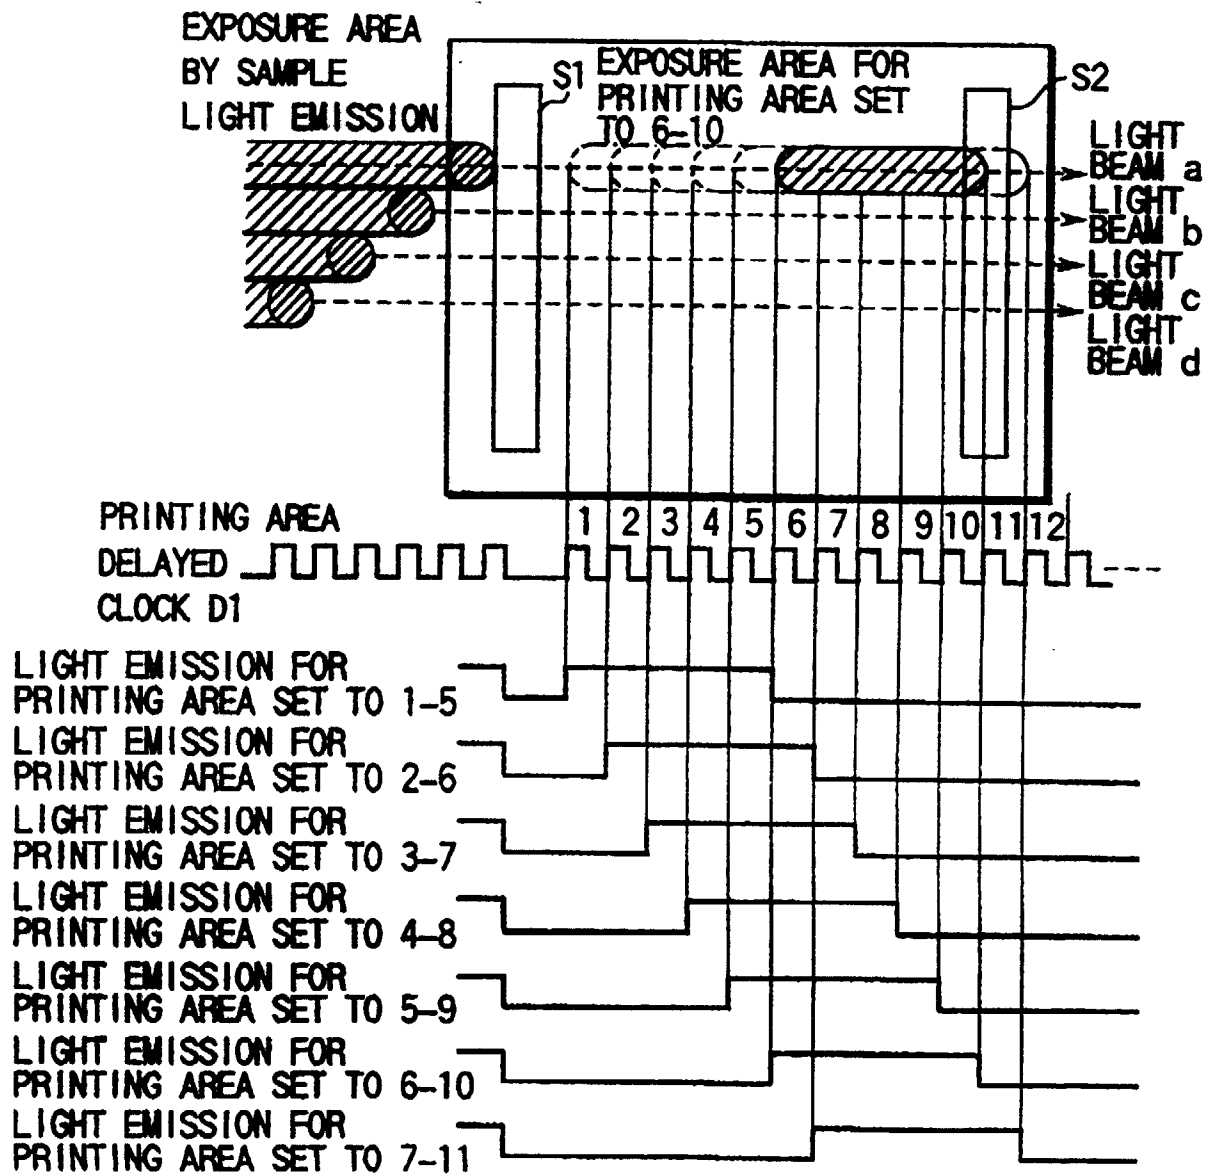 EXPOSURE AREA
BY SAMPLE
LIGHT EMISSION
S1
EXPOSURE AREA FOR
PRINTING AREA SET
TO 6-10
S2
LIGHT
BEAM a
LIGHT
BEAM b
LIGHT
BEAM c
LIGHT
BEAM d
PRINTING AREA
1 2 3 4 5 6 7 8 9 10 11 12
DELAYED
CLOCK D1
LIGHT EMISSION FOR
PRINTING AREA SET TO 1-5
LIGHT EMISSION FOR
PRINTING AREA SET TO 2-6
LIGHT EMISSION FOR
PRINTING AREA SET TO 3-7
LIGHT EMISSION FOR
PRINTING AREA SET TO 4-8
LIGHT EMISSION FOR
PRINTING AREA SET TO 5-9
LIGHT EMISSION FOR
PRINTING AREA SET TO 6-10
LIGHT EMISSION FOR
PRINTING AREA SET TO 7-11